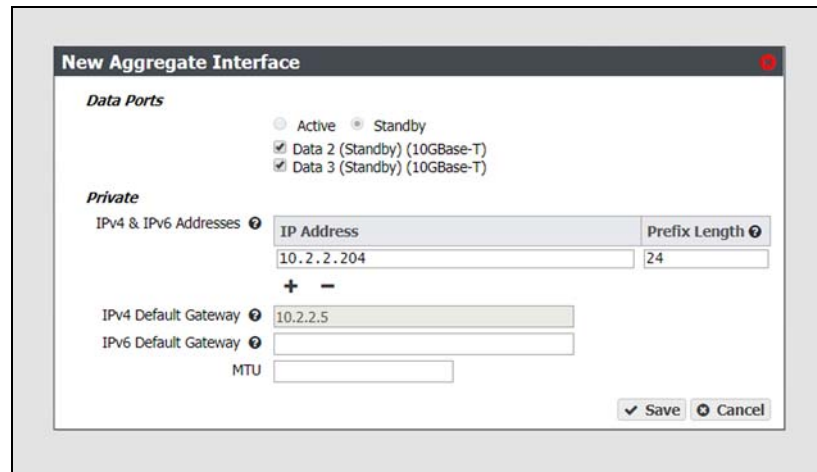 New Aggregate Interface
Data Ports
Active Standby
Data 2 (Standby) (10GBase-T)
Data 3 (Standby) (10GBase-T)
Private
IPv4 & IPv6 Addresses
IP Address Prefix Length
10.2.2.204 24
IPv4 Default Gateway 10.2.2.5
IPv6 Default Gateway
MTU
Save Cancel